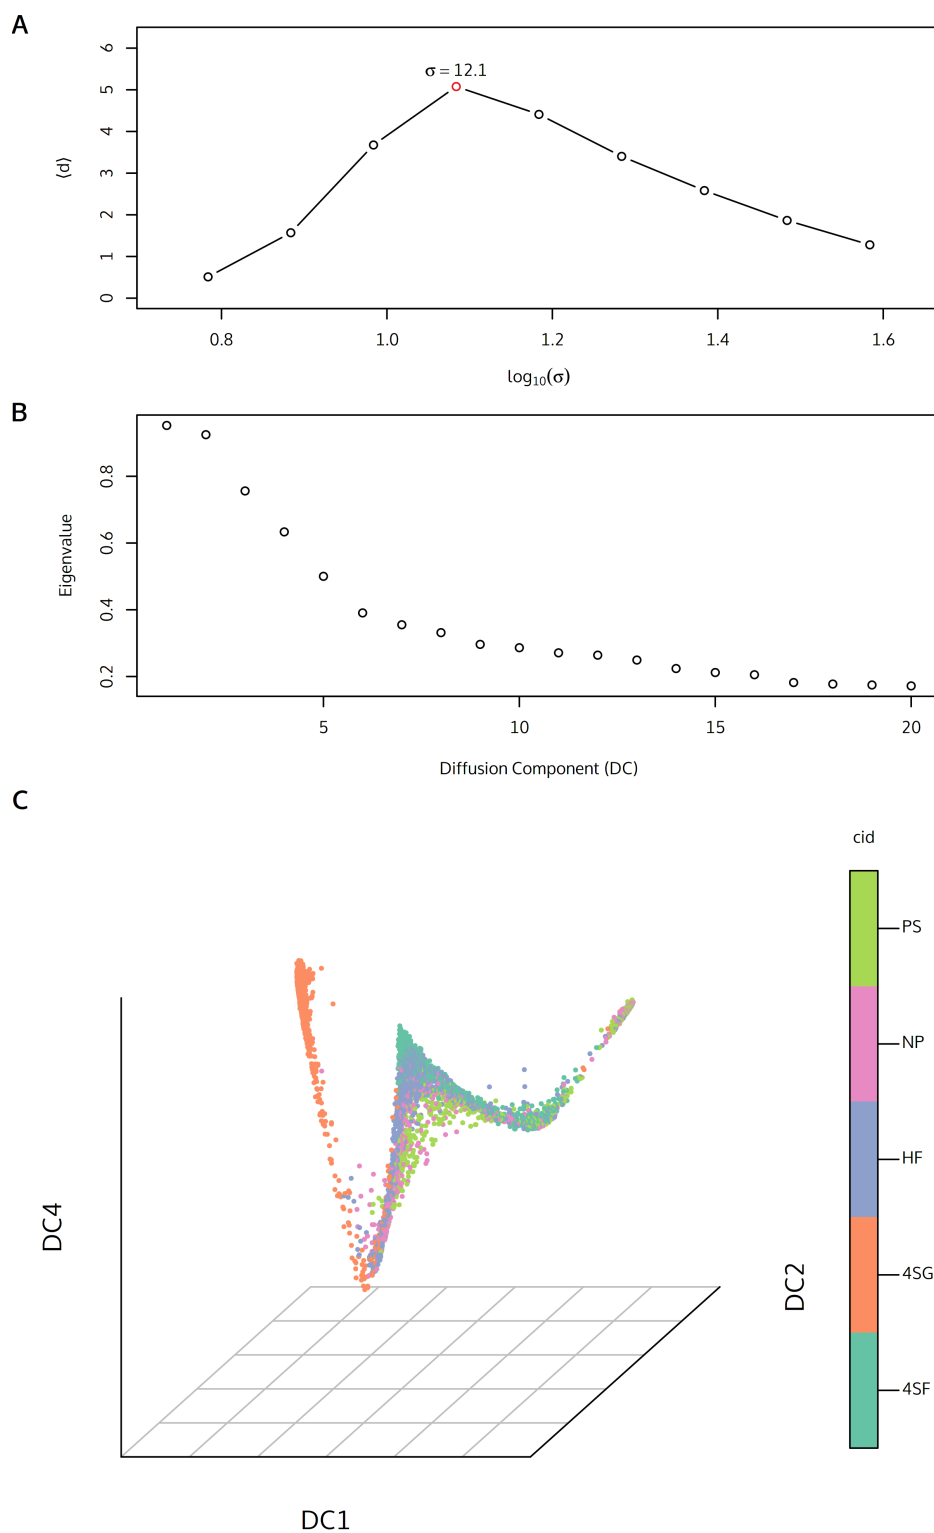 A
σ = 12.1
⟨d⟩
0 1 2 3 4 5 6
0.8 1.0 1.2 1.4 1.6
log₁₀(σ)
B
Eigenvalue
0.2 0.4 0.6 0.8
5 10 15 20
Diffusion Component (DC)
C
cid
PS
NP
HF
4SG
4SF
DC4
DC2
DC1